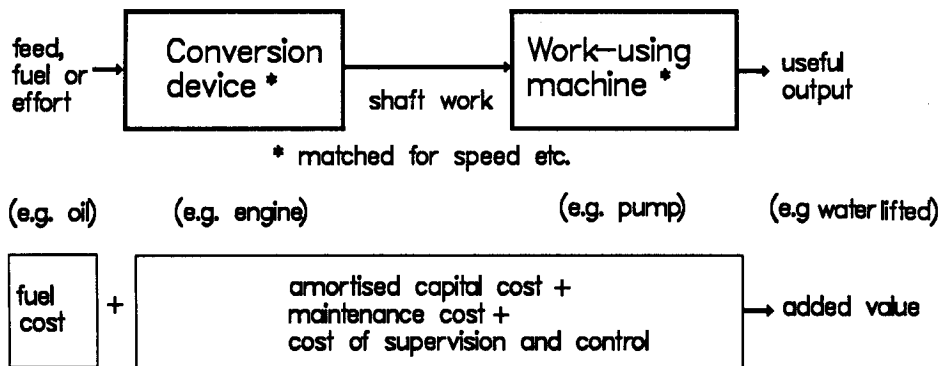 feed,
fuel or
effort
Conversion
device *
shaft work
Work-using
machine *
useful
output
* matched for speed etc.
(e.g. oil)
(e.g. engine)
(e.g. pump)
(e.g water lifted)
fuel
cost
+
amortised capital cost +
maintenance cost +
cost of supervision and control
added value